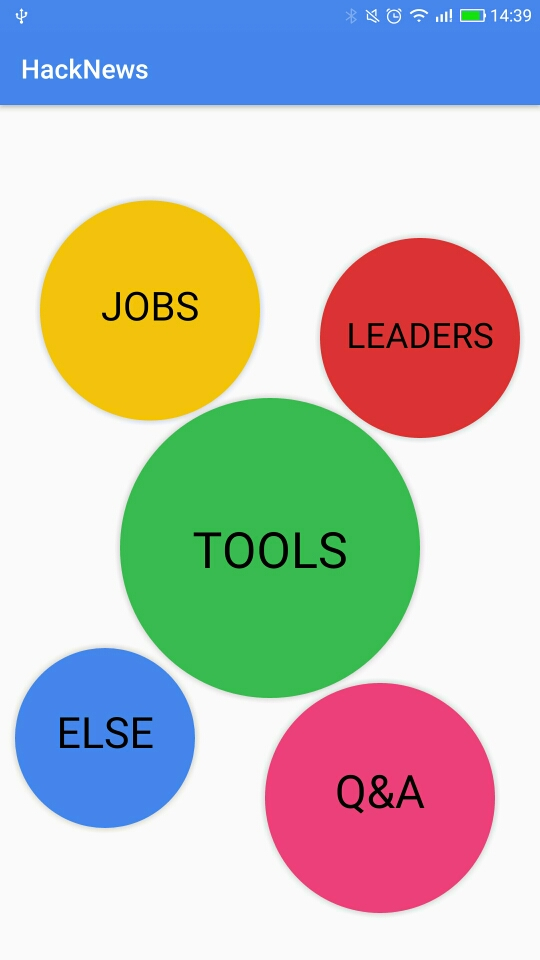 14:39
HackNews
JOBS
LEADERS
TOOLS
ELSE
Q&A